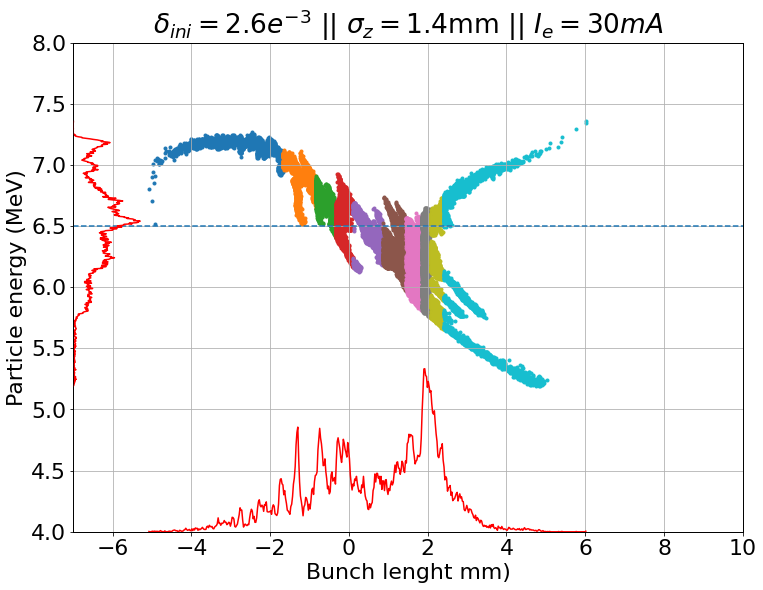 δ_ini = 2.6e⁻³ || σ_z = 1.4mm || I_e = 30mA
8.0
7.5
7.0
6.5
6.0
5.5
5.0
4.5
4.0
Particle energy (MeV)
−6 −4 −2 0 2 4 6 8 10
Bunch lenght mm)